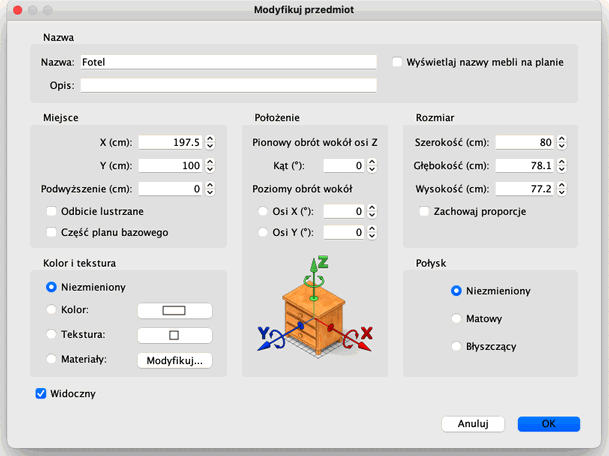 Modyfikuj przedmiot
Nazwa
Nazwa: Fotel
Wyświetlaj nazwy mebli na planie
Opis:
Miejsce
X (cm): 197.5
Y (cm): 100
Podwyższenie (cm): 0
Odbicie lustrzane
Część planu bazowego
Położenie
Pionowy obrót wokół osi Z
Kąt (°): 0
Poziomy obrót wokół
Osi X (°): 0
Osi Y (°): 0
Z
Y X
Rozmiar
Szerokość (cm): 80
Głębokość (cm): 78.1
Wysokość (cm): 77.2
Zachowaj proporcje
Kolor i tekstura
Niezmieniony
Kolor:
Tekstura:
Materiały: Modyfikuj...
Połysk
Niezmieniony
Matowy
Błyszczący
Widoczny
Anuluj OK